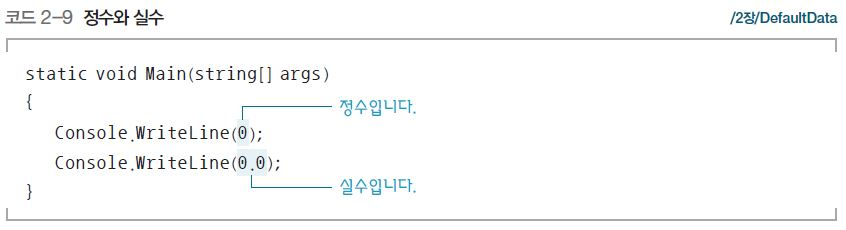 코드 2-9 정수와 실수 /2장/DefaultData
static void Main(string[] args)
{
정수입니다.
Console.WriteLine(0);
Console.WriteLine(0.0);
실수입니다.
}